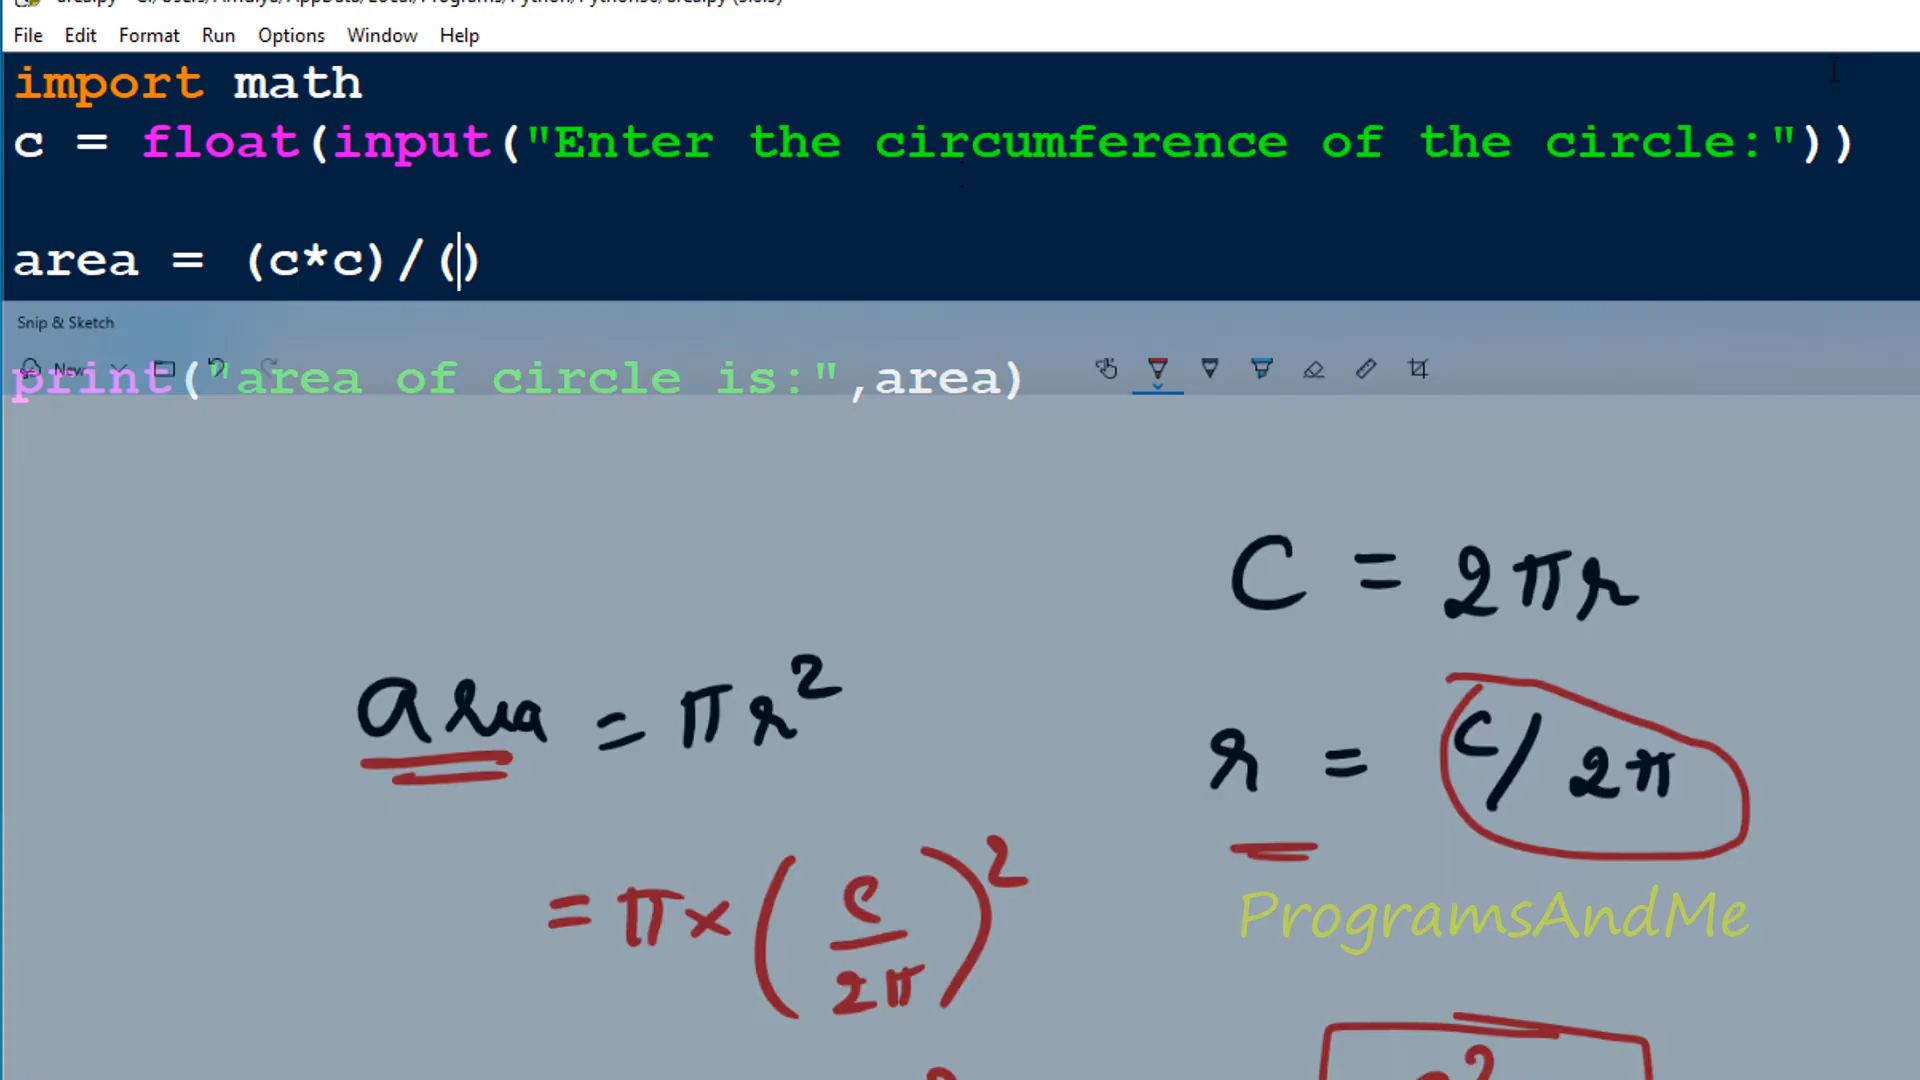 File Edit Format Run Options Window Help
import math
c = float(input("Enter the circumference of the circle:"))
area = (c*c)/()
Snip & Sketch
New
print("area of circle is:",area)
C = 2πr
area = πr²
r = c/2π
= π × (c/2π)²
ProgramsAndMe